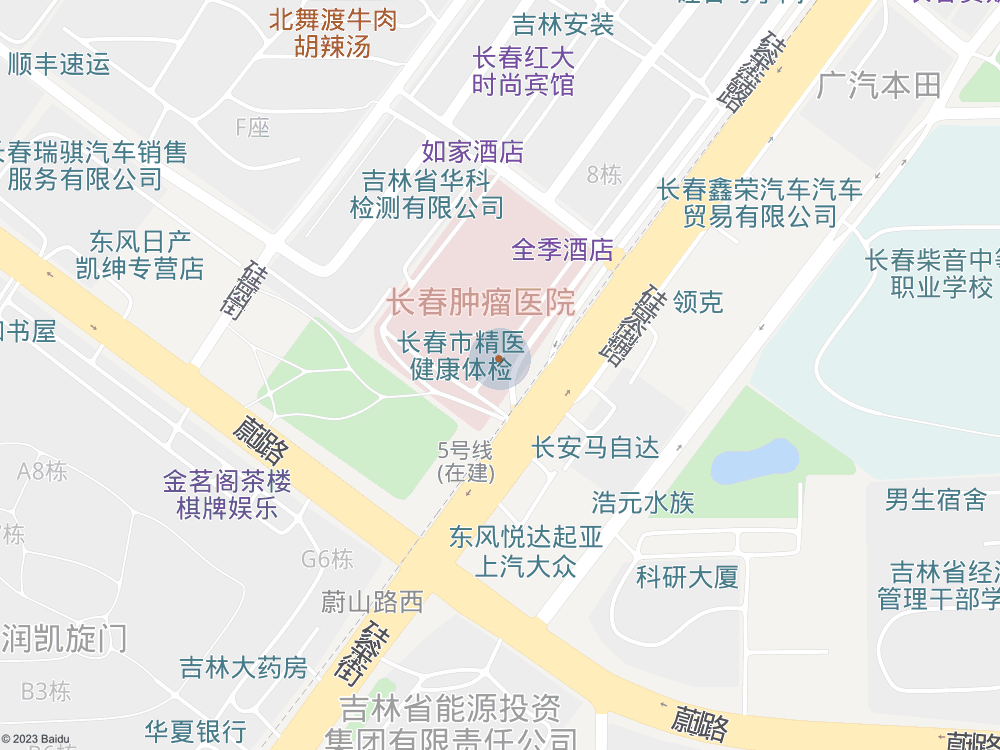 北舞渡牛肉
胡辣汤
吉林安装
顺丰速运
长春红大
时尚宾馆
广汽本田
F座
长春瑞骐汽车销售
服务有限公司
如家酒店
吉林省华科
检测有限公司
8栋
长春鑫荣汽车汽车
贸易有限公司
东风日产
凯绅专营店
全季酒店
长春柴音中等
职业学校
硅谷街
长春肿瘤医院
领克
和书屋
长春市精医
健康体检
蔚山路
5号线
(在建)
长安马自达
A8栋
金茗阁茶楼
棋牌娱乐
浩元水族
男生宿舍
东风悦达起亚
上汽大众
G6栋
科研大厦
吉林省经济
管理干部学
蔚山路西
润凯旋门
吉林大药房
B3栋
吉林省能源投资
集团有限责任公司
华夏银行
© 2023 Baidu